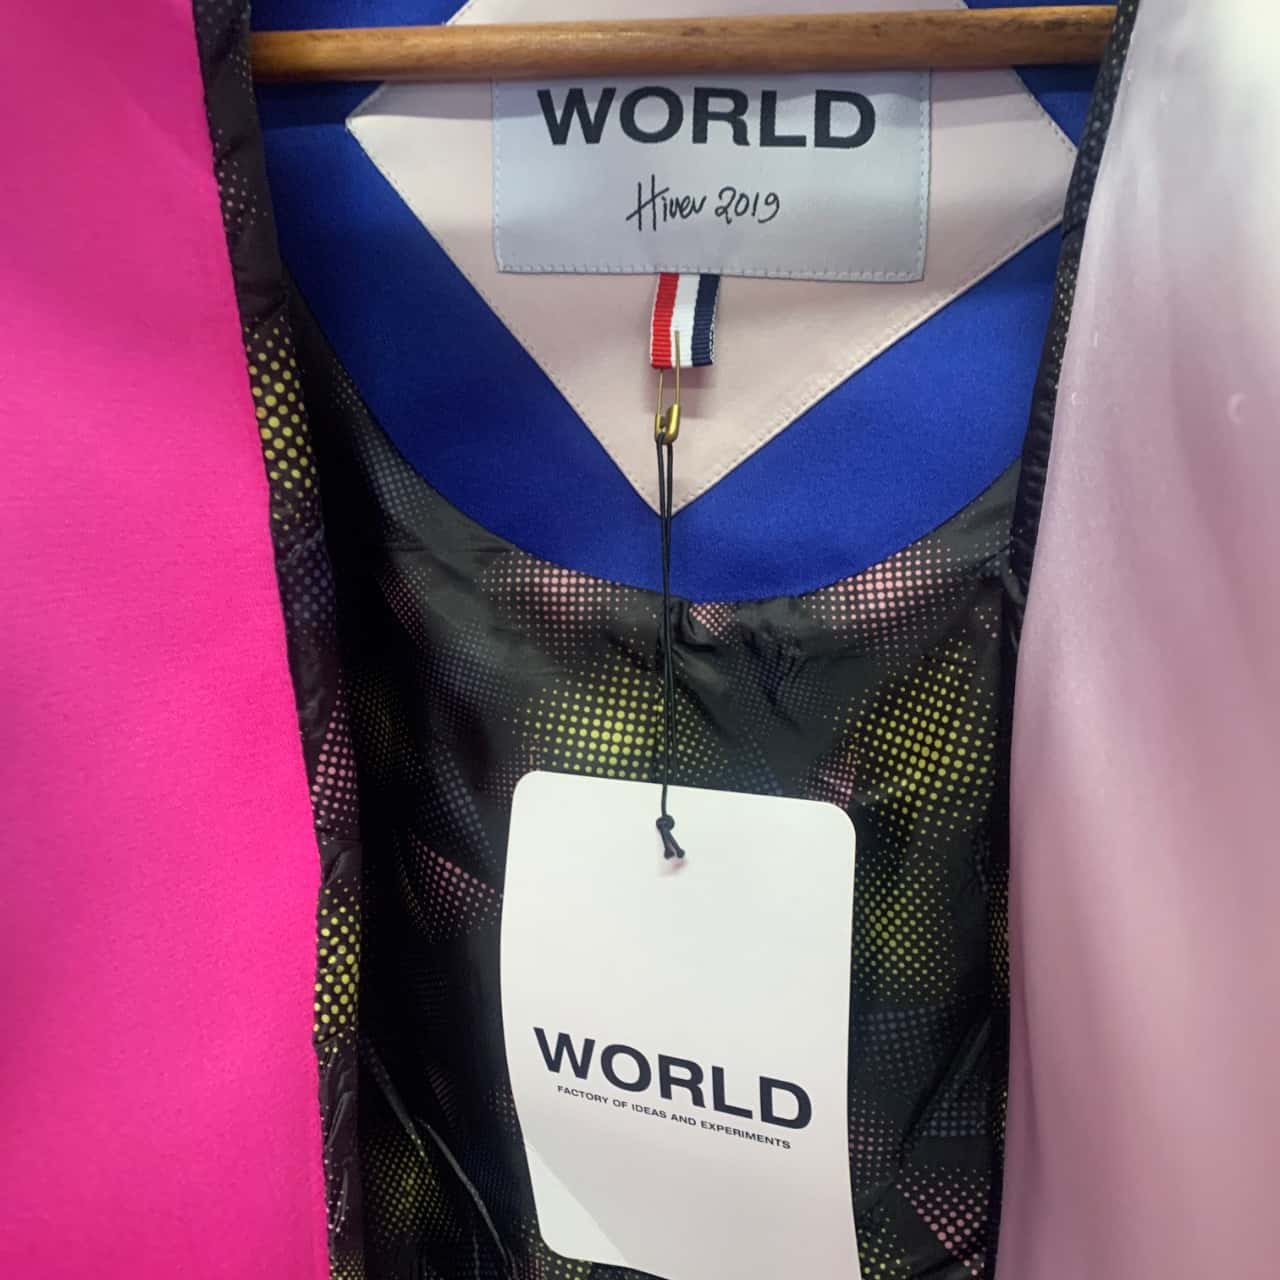 WORLD
Hiver 2019
WORLD
FACTORY OF IDEAS AND EXPERIMENTS